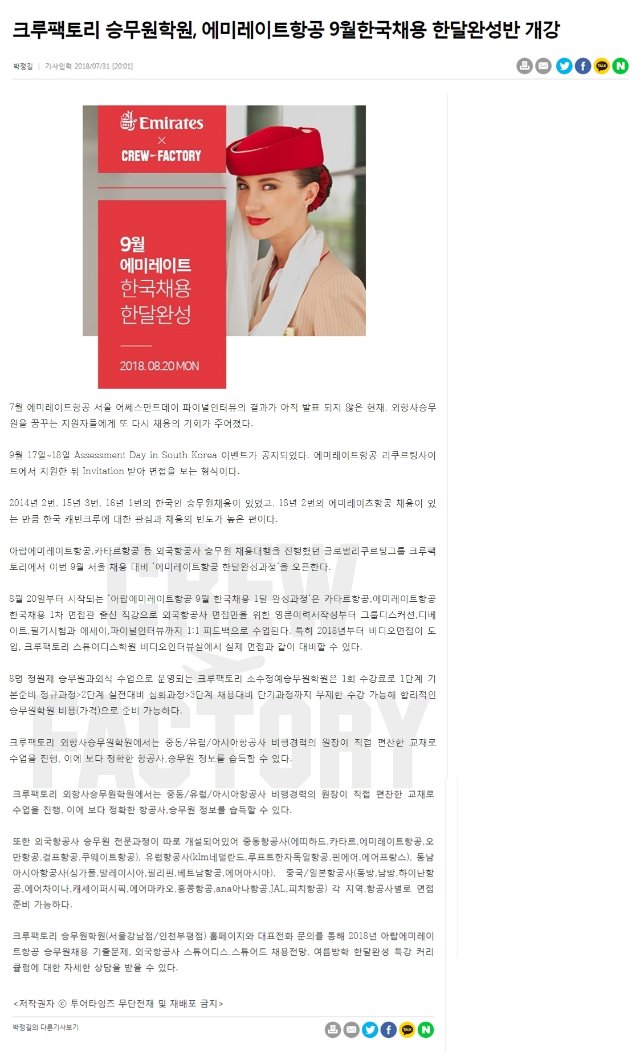 크루팩토리 승무원학원, 에미레이트항공 9월한국채용 한달완성반 개강
박정길 | 기사입력 2018/07/31 [20:01]
TALK
N
Emirates
×
CREW FACTORY
9월
에미레이트
한국채용
한달완성
2018. 08.20 MON
7월 에미레이트항공 서울 어쎄스먼트데이 파이널인터뷰의 결과가 아직 발표 되지 않은 현재, 외항사승무
원을 꿈꾸는 지원자들에게 또 다시 채용의 기회가 주어졌다.
9월 17일~18일 Assessment Day in South Korea 이벤트가 공지되었다. 에미레이트항공 리쿠르팅사이
트에서 지원한 뒤 Invitation 받아 면접을 보는 형식이다.
2014년 2번, 15년 3번, 16년 1번의 한국인 승무원채용이 있었고, 18년 2번의 에미레이츠항공 채용이 있
는 만큼 한국 캐빈크루에 대한 관심과 채용의 빈도가 높은 편이다.
아랍에미레이트항공,카타르항공 등 외국항공사 승무원 채용대행을 진행했던 글로벌리쿠르팅그룹 크루팩
토리에서 이번 9월 서울 채용 대비 '에미레이트항공 한달완성과정'을 오픈한다.
8월 20일부터 시작되는 '아랍에미레이트항공 9월 한국채용 1달 완성과정'은 카타르항공,에미레이트항공
한국채용 1차 면접관 출신 직강으로 외국항공사 면접만을 위한 영문이력서작성부터 그룹디스커션,디베
이트,필기시험과 에세이,파이널인터뷰까지 1:1 피드백으로 수업된다. 특히 2018년부터 비디오면접이 도
입, 크루팩토리 스튜어디스학원 비디오인터뷰실에서 실제 면접과 같이 대비할 수 있다.
8명 정원제 승무원과외식 수업으로 운영되는 크루팩토리 소수정예승무원학원은 1회 수강료로 1단계 기
본준비 정규과정>2단계 실전대비 심화과정>3단계 채용대비 단기과정까지 무제한 수강 가능해 합리적인
승무원학원 비용(가격)으로 준비 가능하다.
크루팩토리 외항사승무원학원에서는 중동/유럽/아시아항공사 비행경력의 원장이 직접 편찬한 교재로
수업을 진행, 이에 보다 정확한 항공사,승무원 정보를 습득할 수 있다.
크루팩토리 외항사승무원학원에서는 중동/유럽/아시아항공사 비행경력의 원장이 직접 편찬한 교재로
수업을 진행, 이에 보다 정확한 항공사,승무원 정보를 습득할 수 있다.
또한 외국항공사 승무원 전문과정이 따로 개설되어있어 중동항공사(에띠하드,카타르,에미레이트항공,오
만항공,걸프항공,쿠웨이트항공), 유럽항공사(klm네덜란드,루프트한자독일항공,핀에어,에어프랑스), 동남
아시아항공사(싱가폴,말레이시아,필리핀,베트남항공,에어아시아), 중국/일본항공사(동방,남방,하이난항
공,에어차이나,캐세이퍼시픽,에어마카오,홍콩항공,ana아나항공,JAL,피치항공) 각 지역,항공사별로 면접
준비 가능하다.
크루팩토리 승무원학원(서울강남점/인천부평점) 홈페이지와 대표전화 문의를 통해 2018년 아랍에미레이
트항공 승무원채용 기출문제, 외국항공사 스튜어디스,스튜어드 채용전망, 여름방학 한달완성 특강 커리
큘럼에 대한 자세한 상담을 받을 수 있다.
<저작권자 ⓒ 투어타임즈 무단전재 및 재배포 금지>
박정길의 다른기사보기
TALK
N
CREW
FACTORY